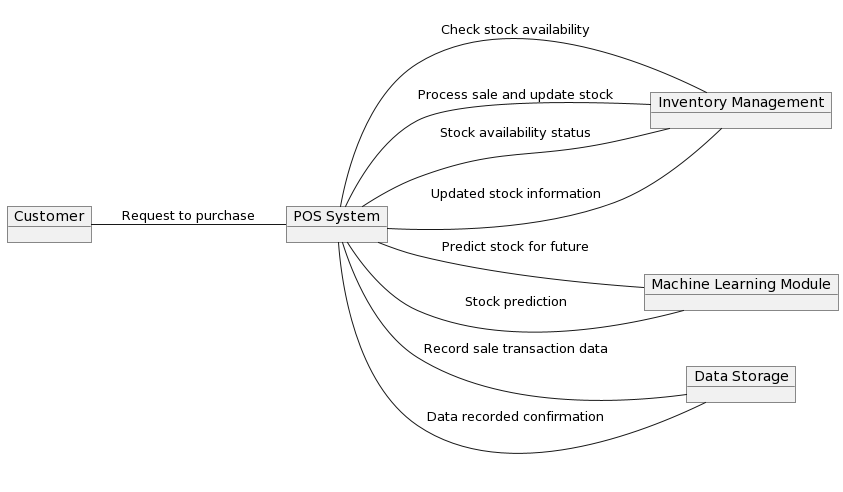 Check stock availability
Process sale and update stock
Inventory Management
Stock availability status
Updated stock information
Customer
Request to purchase
POS System
Predict stock for future
Machine Learning Module
Stock prediction
Record sale transaction data
Data Storage
Data recorded confirmation